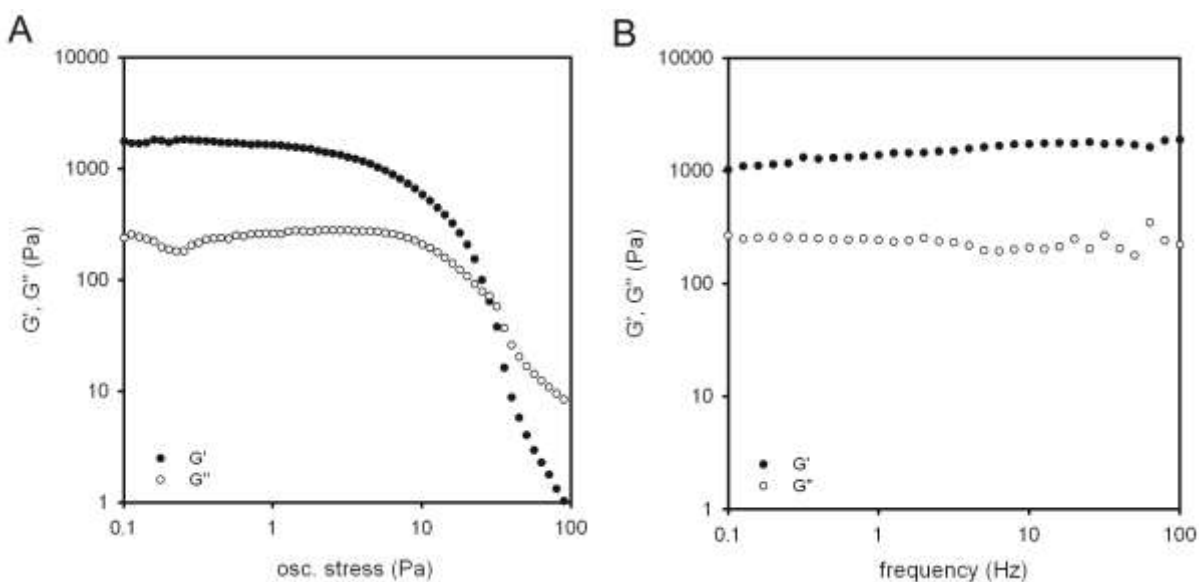 A
10000
1000
100
10
1
G', G'' (Pa)
G'
G''
0.1 1 10 100
osc. stress (Pa)
B
10000
1000
100
10
1
G', G'' (Pa)
G'
G''
0.1 1 10 100
frequency (Hz)